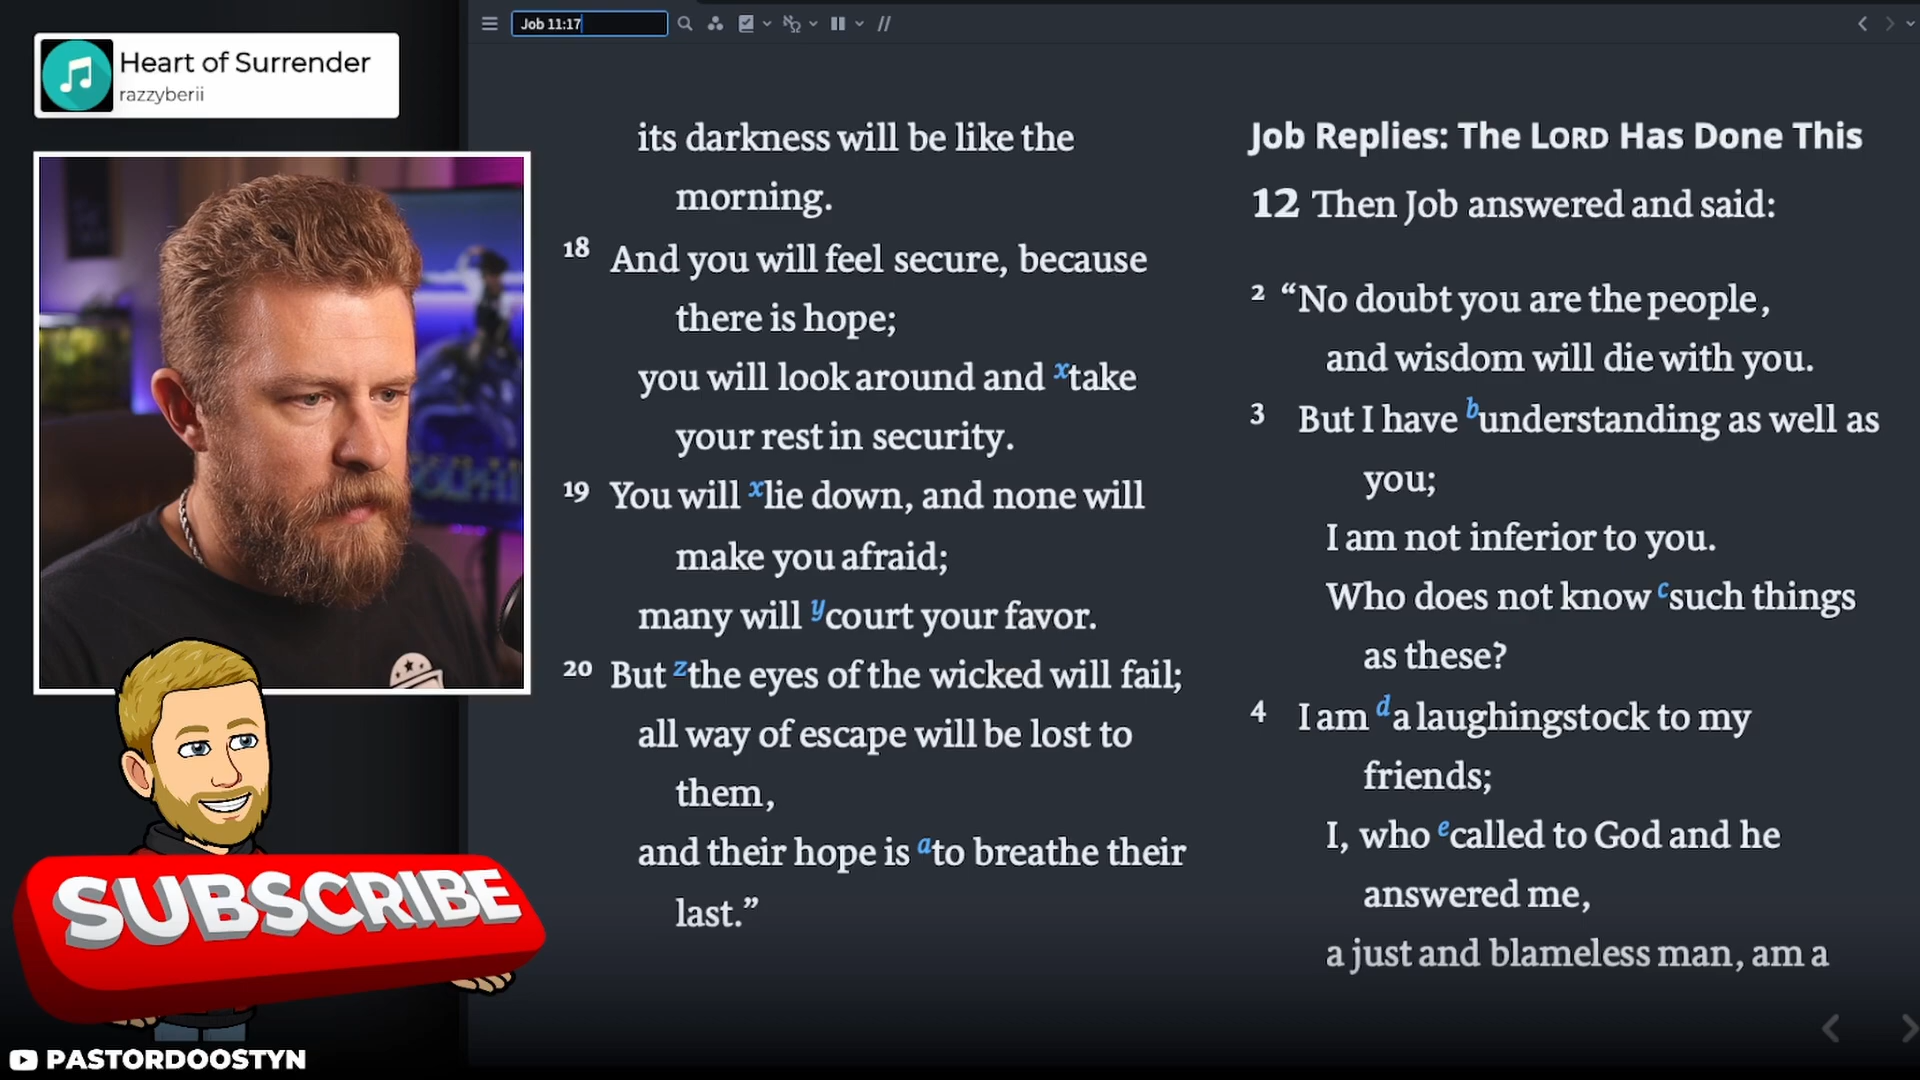 Job 11:17
Heart of Surrender
razzyberii
its darkness will be like the
morning.
18 And you will feel secure, because
there is hope;
you will look around and xtake
your rest in security.
19 You will xlie down, and none will
make you afraid;
many will ycourt your favor.
20 But zthe eyes of the wicked will fail;
all way of escape will be lost to
them,
and their hope is ato breathe their
last.”
Job Replies: The LORD Has Done This
12 Then Job answered and said:
2 “No doubt you are the people,
and wisdom will die with you.
3 But I have bunderstanding as well as
you;
I am not inferior to you.
Who does not know csuch things
as these?
4 I am da laughingstock to my
friends;
I, who ecalled to God and he
answered me,
a just and blameless man, am a
SUBSCRIBE
PASTORDOOSTYN